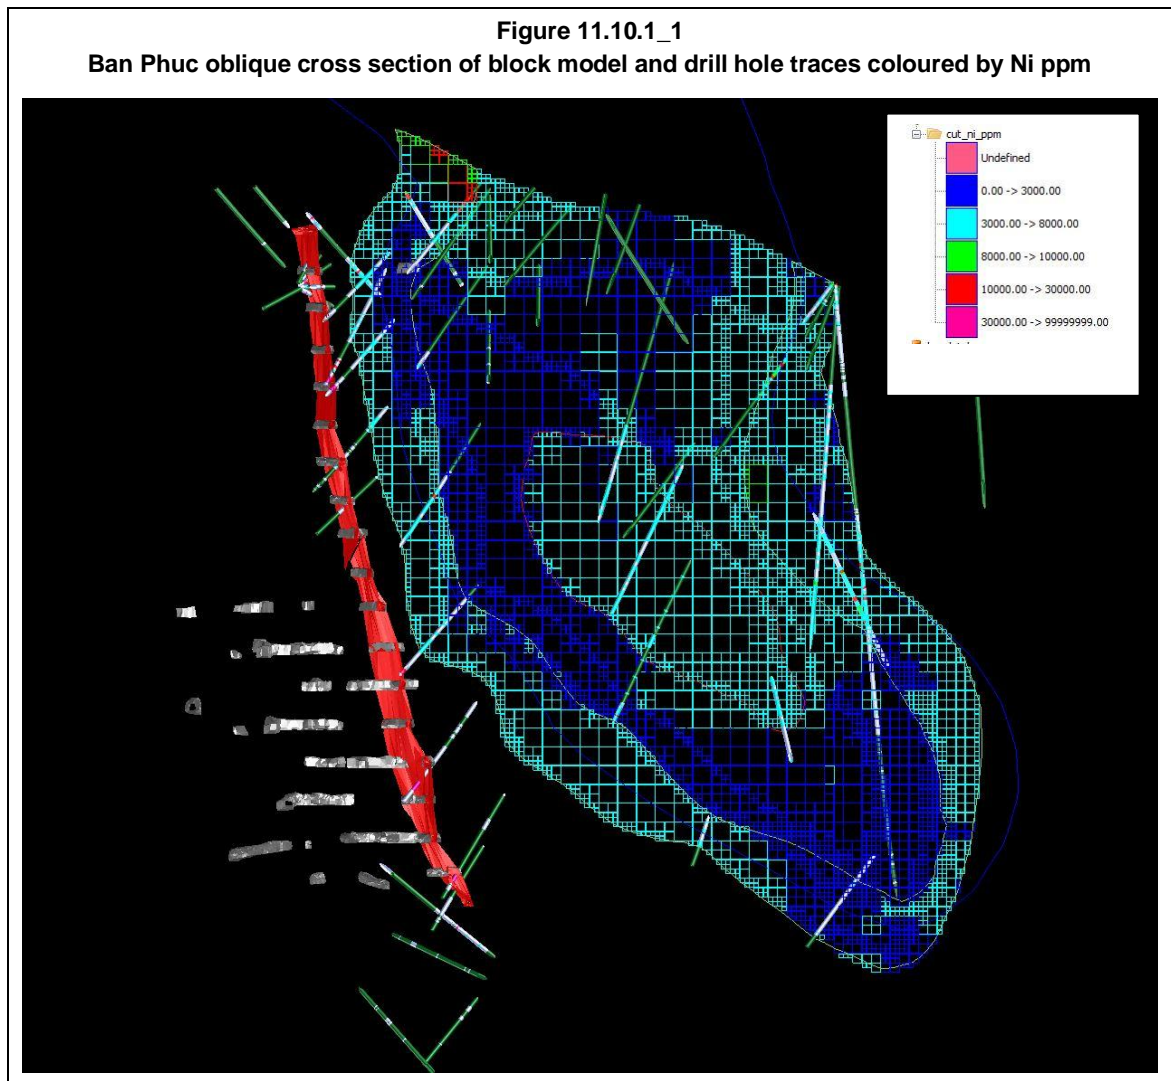 Figure 11.10.1_1
Ban Phuc oblique cross section of block model and drill hole traces coloured by Ni ppm
cut_ni_ppm
Undefined
0.00 -> 3000.00
3000.00 -> 8000.00
8000.00 -> 10000.00
10000.00 -> 30000.00
30000.00 -> 99999999.00